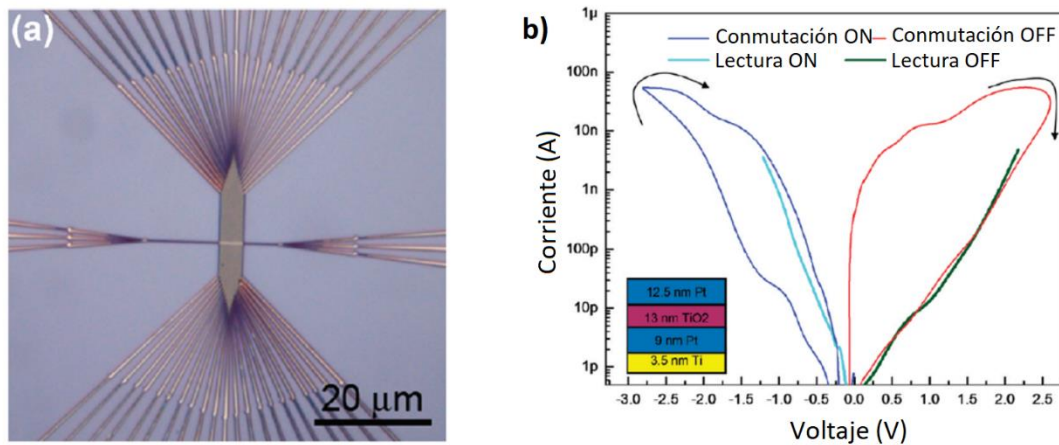 (a)
20 μm
b)
Conmutación ON
Conmutación OFF
Lectura ON
Lectura OFF
Corriente (A)
1μ
100n
10n
1n
100p
10p
1p
12.5 nm Pt
13 nm TiO2
9 nm Pt
3.5 nm Ti
-3.0 -2.5 -2.0 -1.5 -1.0 -0.5 0.0 0.5 1.0 1.5 2.0 2.5
Voltaje (V)